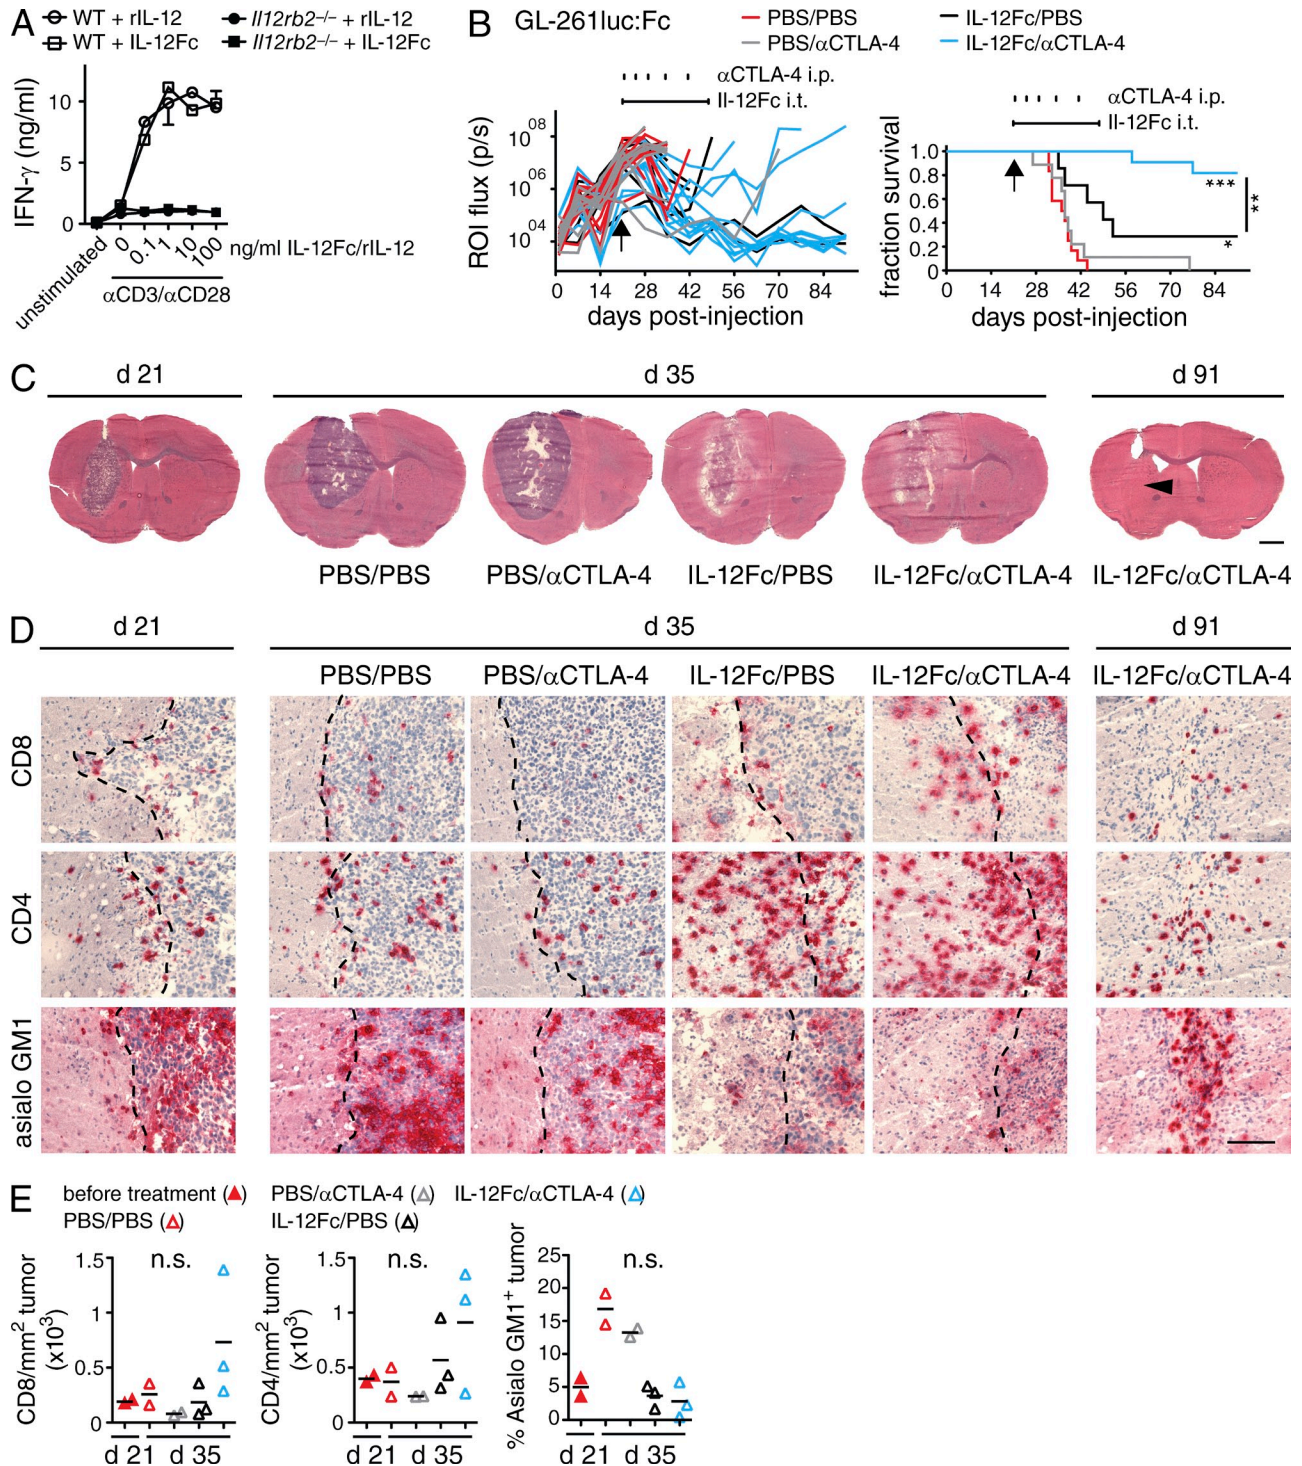 A
WT + rIL-12
Il12rb2–/– + rIL-12
WT + IL-12Fc
Il12rb2–/– + IL-12Fc
IFN-γ (ng/ml)
10
5
0
unstimulated
0
0.1
1
10
100
ng/ml IL-12Fc/rIL-12
αCD3/αCD28
B
GL-261luc:Fc
PBS/PBS
IL-12Fc/PBS
PBS/αCTLA-4
IL-12Fc/αCTLA-4
αCTLA-4 i.p.
Il-12Fc i.t.
ROI flux (p/s)
10^08
10^06
10^04
0 14 28 42 56 70 84
days post-injection
αCTLA-4 i.p.
Il-12Fc i.t.
fraction survival
1.0
0.8
0.6
0.4
0.2
0
***
**
*
0 14 28 42 56 70 84
days post-injection
C
d 21
d 35
d 91
PBS/PBS
PBS/αCTLA-4
IL-12Fc/PBS
IL-12Fc/αCTLA-4
IL-12Fc/αCTLA-4
D
d 21
d 35
d 91
PBS/PBS
PBS/αCTLA-4
IL-12Fc/PBS
IL-12Fc/αCTLA-4
IL-12Fc/αCTLA-4
CD8
CD4
asialo GM1
E
before treatment (▲)
PBS/αCTLA-4 (△)
IL-12Fc/αCTLA-4 (△)
PBS/PBS (△)
IL-12Fc/PBS (△)
CD8/mm² tumor
(x10³)
1.5
1
0.5
0
n.s.
d 21
d 35
CD4/mm² tumor
(x10³)
1.5
1
0.5
0
n.s.
d 21
d 35
% Asialo GM1⁺ tumor
25
20
15
10
5
0
n.s.
d 21
d 35